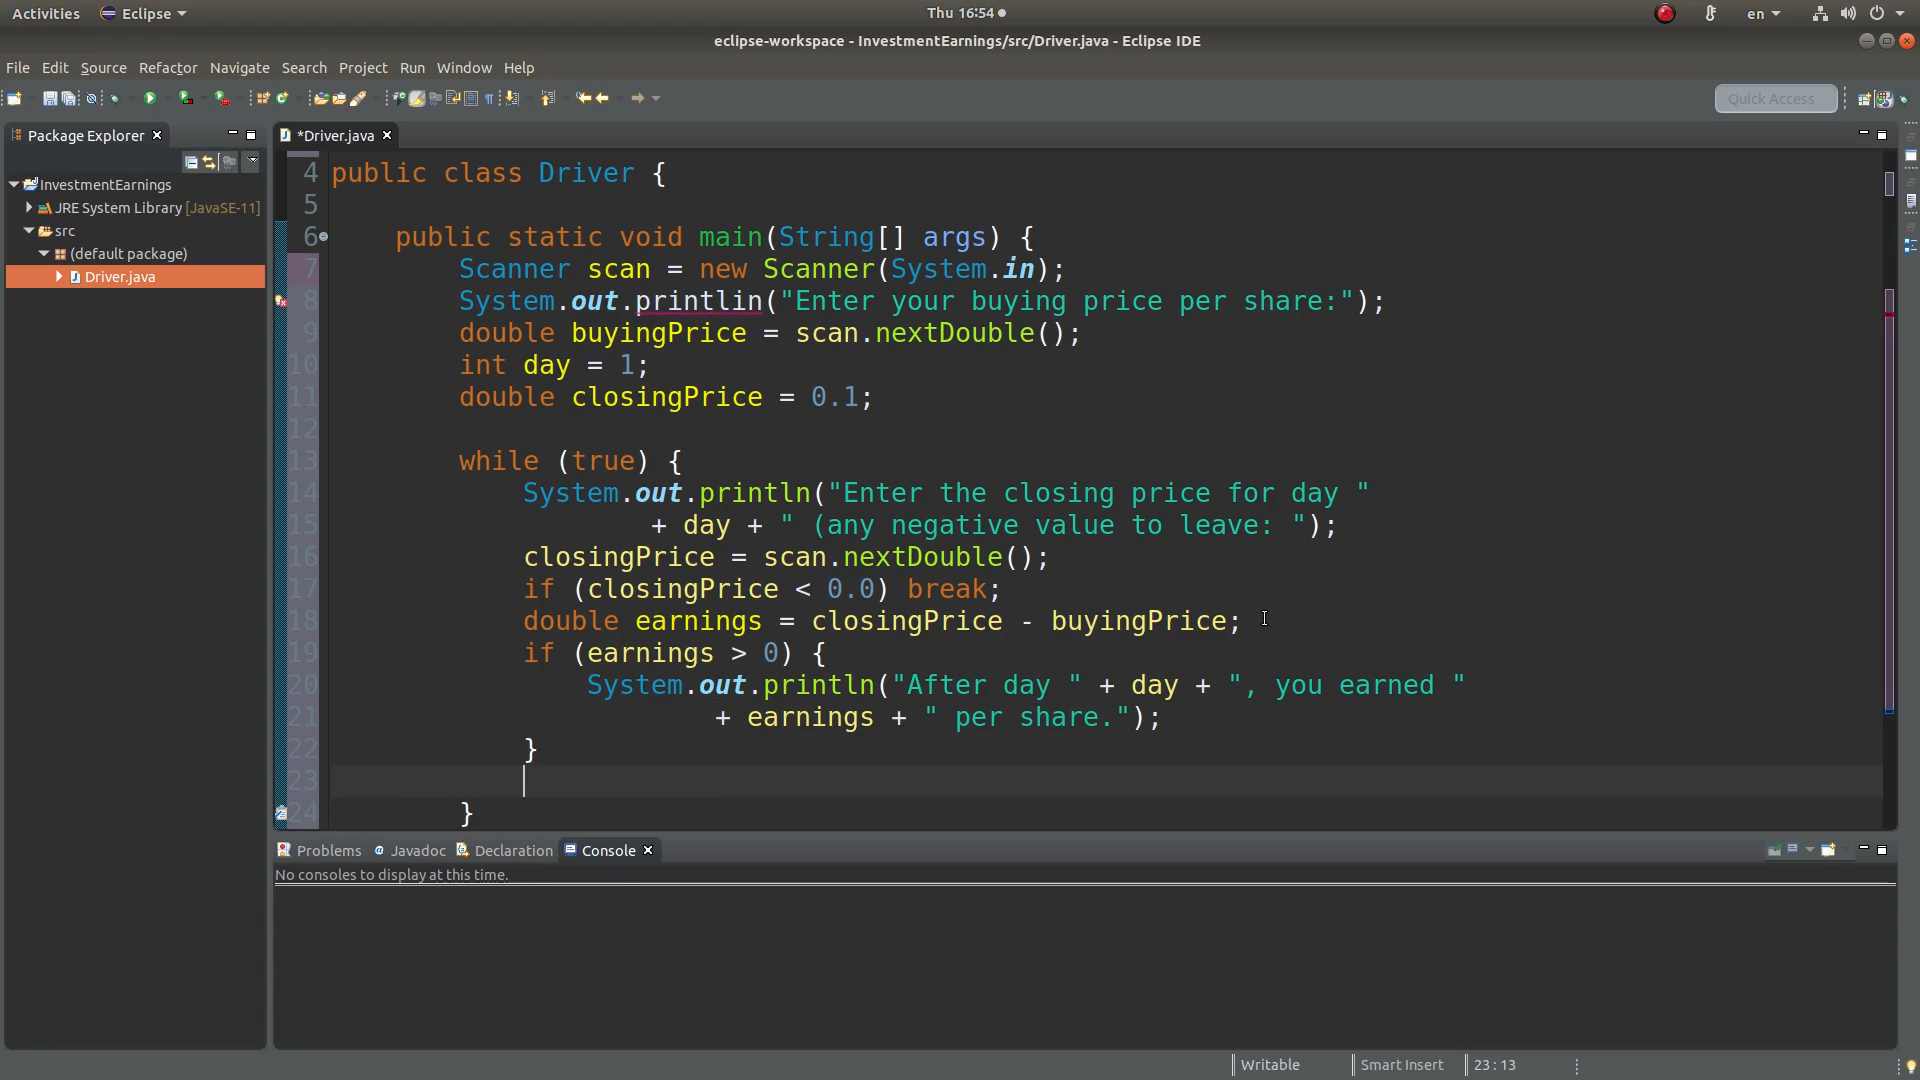 Activities Eclipse Thu 16:54 en
eclipse-workspace - InvestmentEarnings/src/Driver.java - Eclipse IDE
File Edit Source Refactor Navigate Search Project Run Window Help
Quick Access
Package Explorer
InvestmentEarnings
JRE System Library [JavaSE-11]
src
(default package)
Driver.java
*Driver.java
4 public class Driver {
5
6 public static void main(String[] args) {
7 Scanner scan = new Scanner(System.in);
8 System.out.printlin("Enter your buying price per share:");
9 double buyingPrice = scan.nextDouble();
10 int day = 1;
11 double closingPrice = 0.1;
12
13 while (true) {
14 System.out.println("Enter the closing price for day "
15 + day + " (any negative value to leave: ");
16 closingPrice = scan.nextDouble();
17 if (closingPrice < 0.0) break;
18 double earnings = closingPrice - buyingPrice;
19 if (earnings > 0) {
20 System.out.println("After day " + day + ", you earned "
21 + earnings + " per share.");
22 }
23
24 }
Problems Javadoc Declaration Console
No consoles to display at this time.
Writable Smart Insert 23 : 13